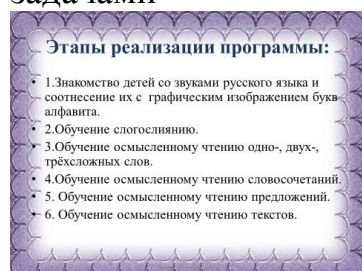 задачами
Этапы реализации программы:
• 1.Знакомство детей со звуками русского языка и
соотнесение их с графическим изображением букв
алфавита.
• 2.Обучение слогослиянию.
• 3.Обучение осмысленному чтению одно-, двух-,
трёхсложных слов.
• 4.Обучение осмысленному чтению словосочетаний.
• 5. Обучение осмысленному чтению предложений.
• 6. Обучение осмысленному чтению текстов.